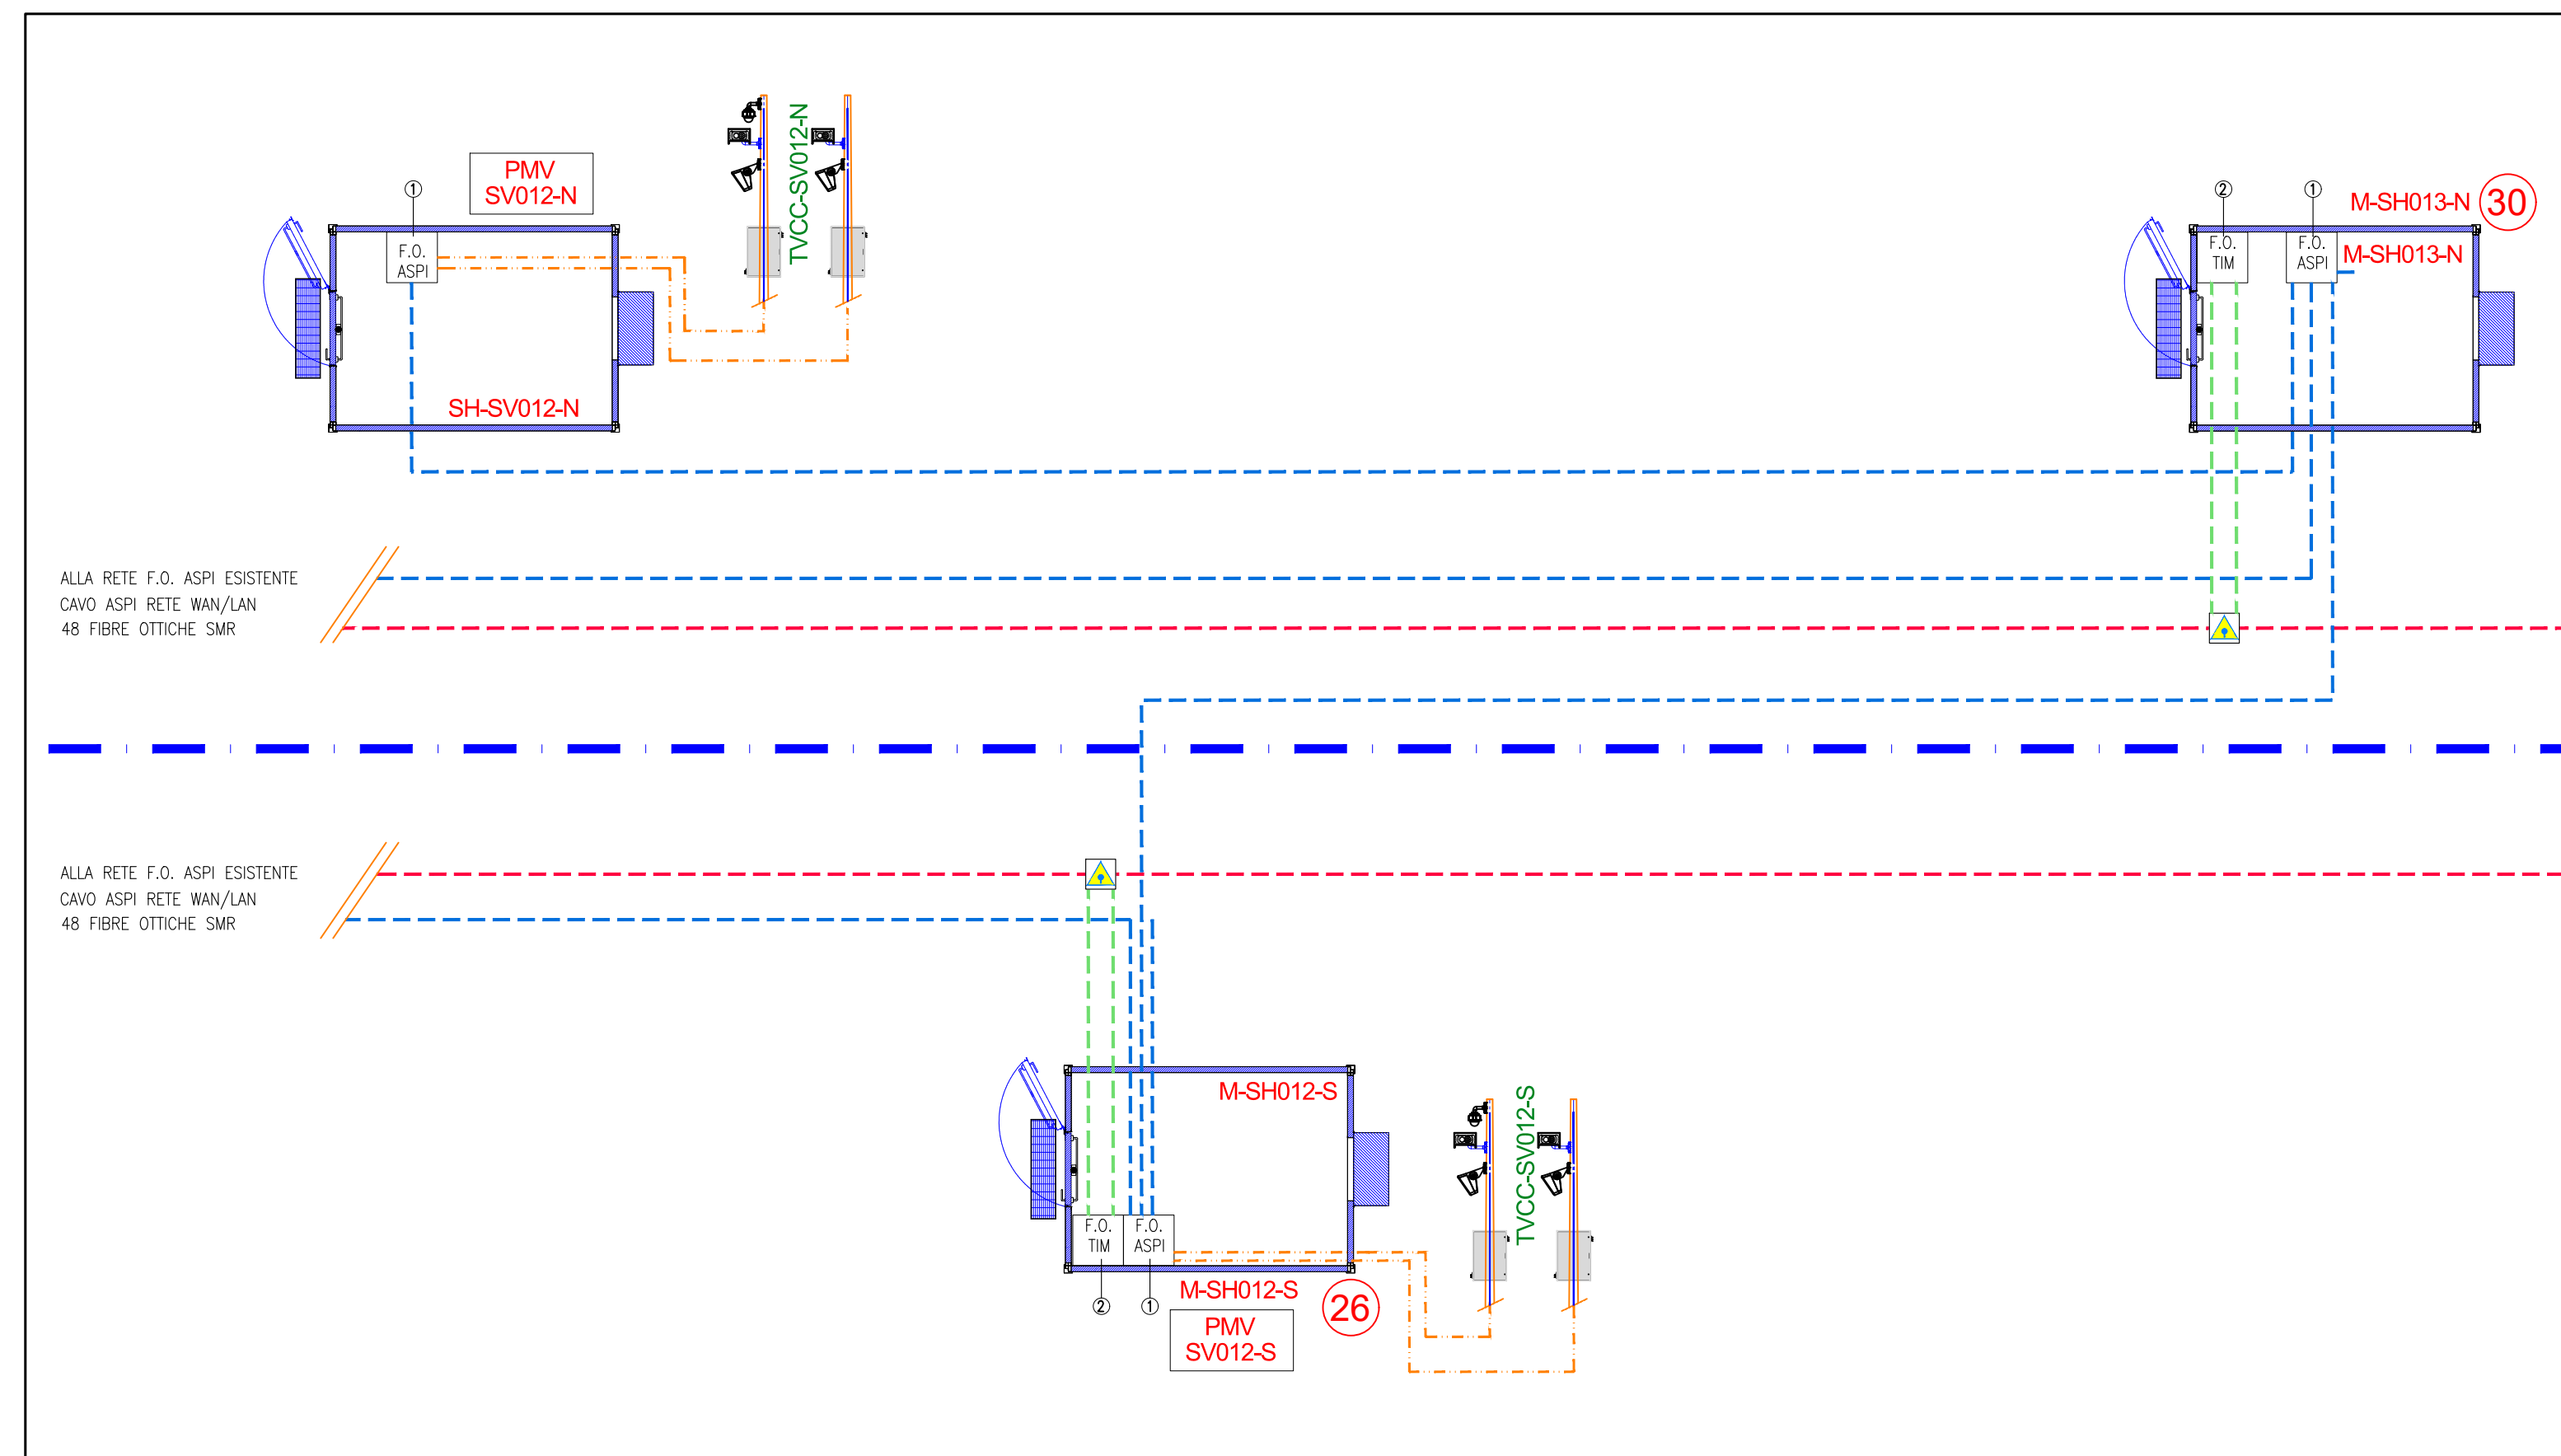 PMV
SV012-N
1
F.O.
ASPI
SH-SV012-N
TVCC-SV012-N
2
1
M-SH013-N
30
F.O.
TIM
F.O.
ASPI
M-SH013-N
ALLA RETE F.O. ASPI ESISTENTE
CAVO ASPI RETE WAN/LAN
48 FIBRE OTTICHE SMR
ALLA RETE F.O. ASPI ESISTENTE
CAVO ASPI RETE WAN/LAN
48 FIBRE OTTICHE SMR
M-SH012-S
TVCC-SV012-S
F.O.
TIM
F.O.
ASPI
2
1
M-SH012-S
26
PMV
SV012-S